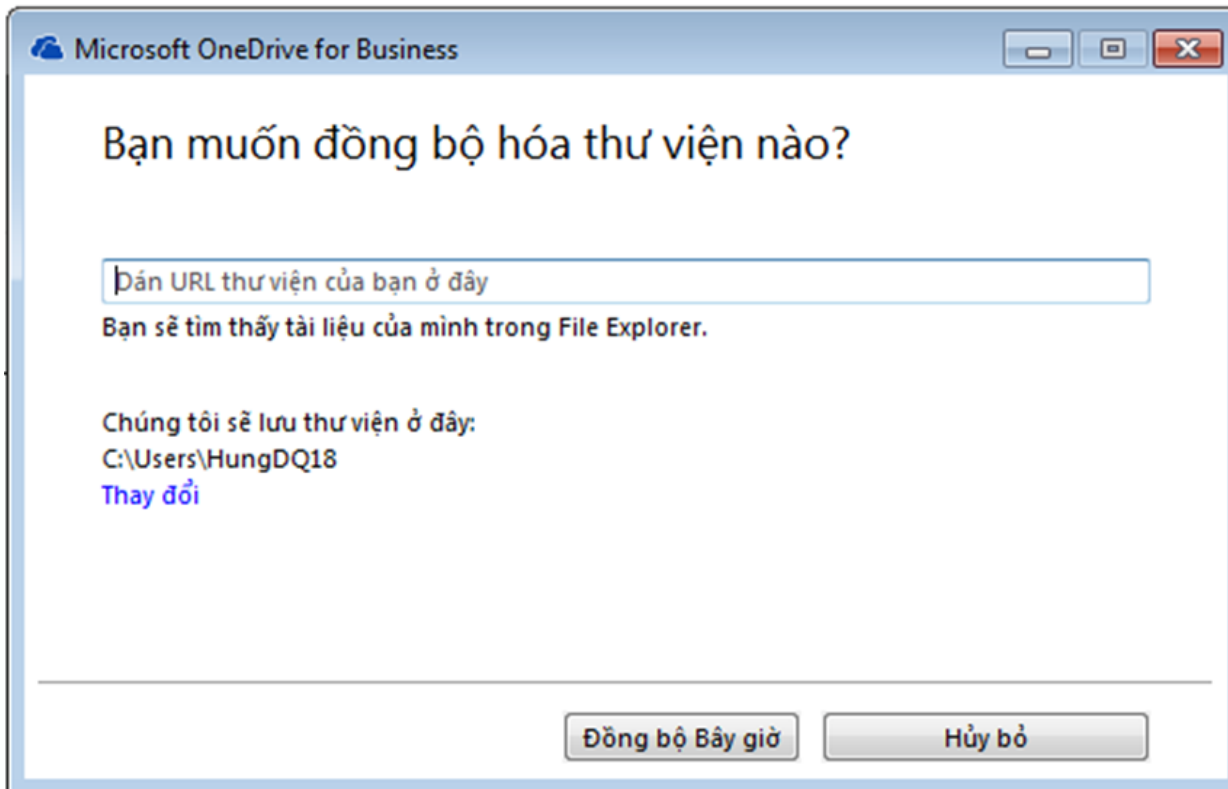 Microsoft OneDrive for Business
Bạn muốn đồng bộ hóa thư viện nào?
Dán URL thư viện của bạn ở đây
Bạn sẽ tìm thấy tài liệu của mình trong File Explorer.
Chúng tôi sẽ lưu thư viện ở đây:
C:\Users\HungDQ18
Thay đổi
Đồng bộ Bây giờ
Hủy bỏ